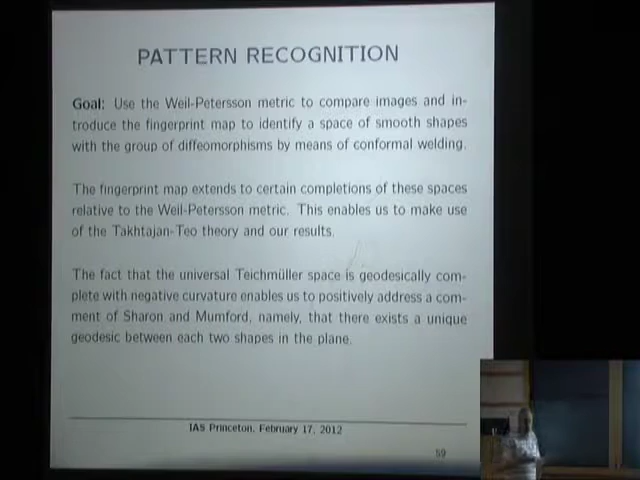 PATTERN RECOGNITION
Goal: Use the Weil-Petersson metric to compare images and in-
troduce the fingerprint map to identify a space of smooth shapes
with the group of diffeomorphisms by means of conformal welding.
The fingerprint map extends to certain completions of these spaces
relative to the Weil-Petersson metric. This enables us to make use
of the Takhtajan-Teo theory and our results.
The fact that the universal Teichmüller space is geodesically com-
plete with negative curvature enables us to positively address a com-
ment of Sharon and Mumford, namely, that there exists a unique
geodesic between each two shapes in the plane.
IAS Princeton, February 17, 2012
59